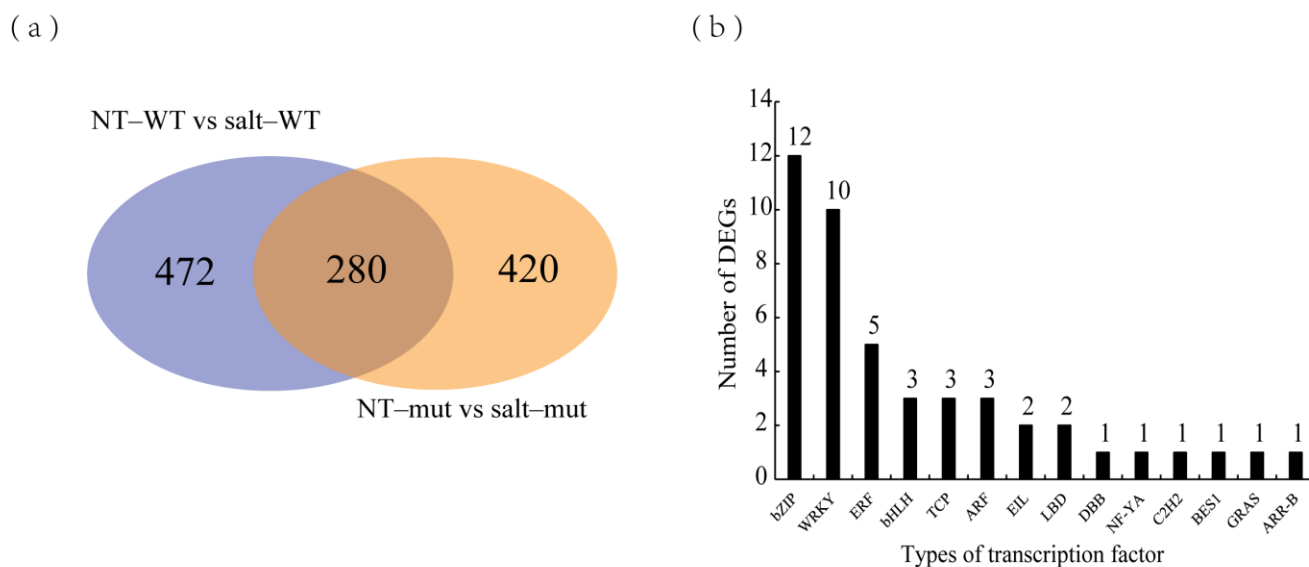 ( a )
NT–WT vs salt–WT
472
280
420
NT–mut vs salt–mut
( b )
Number of DEGs
14
12
10
8
6
4
2
0
12
10
5
3
3
3
2
2
1
1
1
1
1
1
bZIP
WRKY
ERF
bHLH
TCP
ARF
EIL
LBD
DBB
NF-YA
C2H2
BES1
GRAS
ARR-B
Types of transcription factor